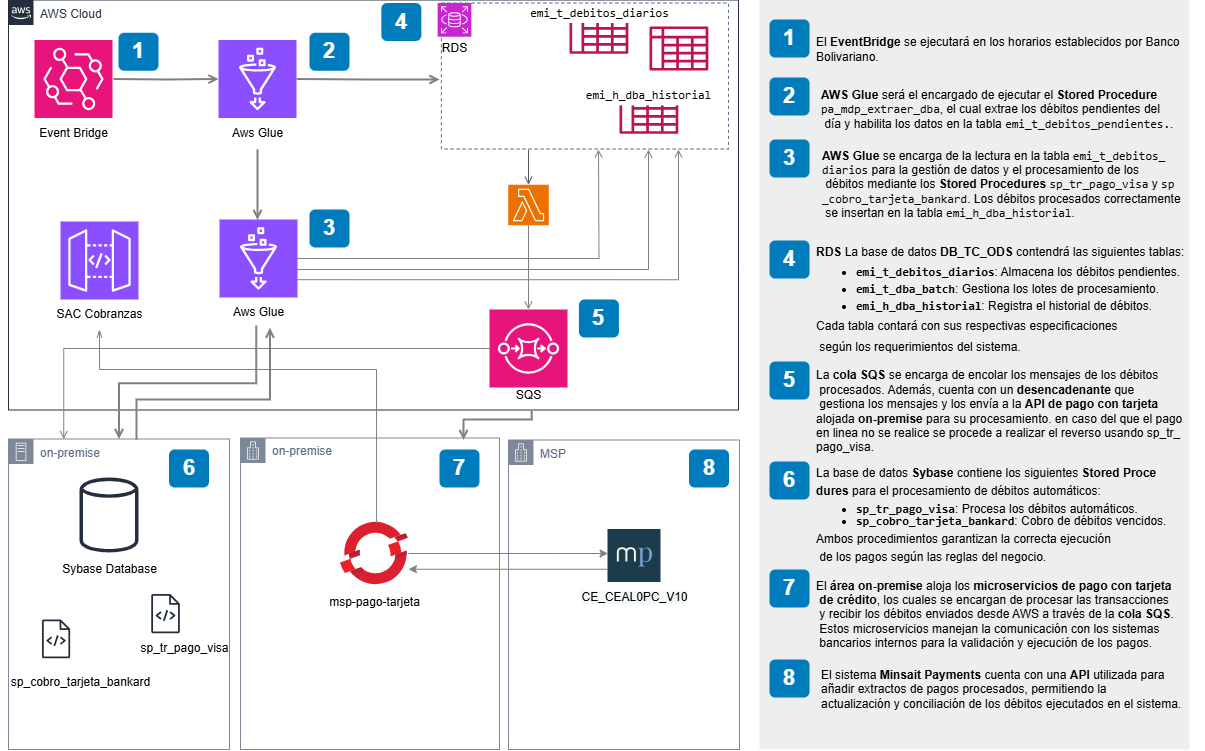 aws
AWS Cloud
1
Event Bridge
2
Aws Glue
4
RDS
emi_t_debitos_diarios
emi_h_dba_historial
3
Aws Glue
SAC Cobranzas
5
SQS
on-premise
6
Sybase Database
sp_tr_pago_visa
sp_cobro_tarjeta_bankard
on-premise
7
msp-pago-tarjeta
MSP
8
mp
CE_CEAL0PC_V10
1
El EventBridge se ejecutará en los horarios establecidos por Banco
Bolivariano.
2
AWS Glue será el encargado de ejecutar el Stored Procedure
pa_mdp_extraer_dba, el cual extrae los débitos pendientes del
día y habilita los datos en la tabla emi_t_debitos_pendientes..
3
AWS Glue se encarga de la lectura en la tabla emi_t_debitos_
diarios para la gestión de datos y el procesamiento de los
débitos mediante los Stored Procedures sp_tr_pago_visa y sp
_cobro_tarjeta_bankard. Los débitos procesados correctamente
se insertan en la tabla emi_h_dba_historial.
4
RDS La base de datos DB_TC_ODS contendrá las siguientes tablas:
• emi_t_debitos_diarios: Almacena los débitos pendientes.
• emi_t_dba_batch: Gestiona los lotes de procesamiento.
• emi_h_dba_historial: Registra el historial de débitos.
Cada tabla contará con sus respectivas especificaciones
según los requerimientos del sistema.
5
La cola SQS se encarga de encolar los mensajes de los débitos
procesados. Además, cuenta con un desencadenante que
gestiona los mensajes y los envía a la API de pago con tarjeta
alojada on-premise para su procesamiento. en caso del que el pago
en linea no se realice se procede a realizar el reverso usando sp_tr_
pago_visa.
6
La base de datos Sybase contiene los siguientes Stored Proce
dures para el procesamiento de débitos automáticos:
• sp_tr_pago_visa: Procesa los débitos automáticos.
• sp_cobro_tarjeta_bankard: Cobro de débitos vencidos.
Ambos procedimientos garantizan la correcta ejecución
de los pagos según las reglas del negocio.
7
El área on-premise aloja los microservicios de pago con tarjeta
de crédito, los cuales se encargan de procesar las transacciones
y recibir los débitos enviados desde AWS a través de la cola SQS.
Estos microservicios manejan la comunicación con los sistemas
bancarios internos para la validación y ejecución de los pagos.
8
El sistema Minsait Payments cuenta con una API utilizada para
añadir extractos de pagos procesados, permitiendo la
actualización y conciliación de los débitos ejecutados en el sistema.